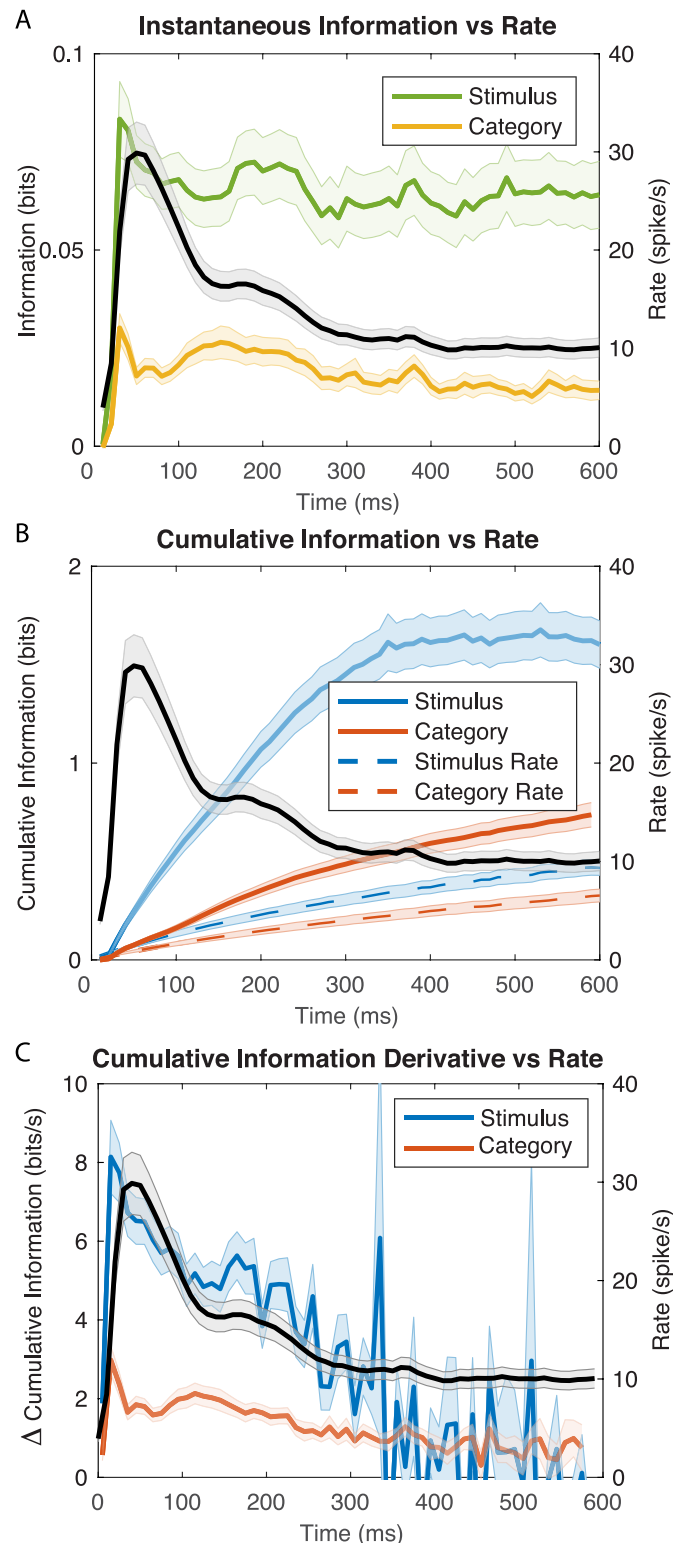 A
Instantaneous Information vs Rate
0.1
40
Stimulus
Category
30
Information (bits)
0.05
20
Rate (spike/s)
10
0
0
0
100
200
300
400
500
600
Time (ms)
B
Cumulative Information vs Rate
2
40
30
Cumulative Information (bits)
Stimulus
Category
Stimulus Rate
Category Rate
1
20
Rate (spike/s)
10
0
0
0
100
200
300
400
500
600
Time (ms)
C
Cumulative Information Derivative vs Rate
10
40
Stimulus
Category
8
30
Δ Cumulative Information (bits/s)
6
20
Rate (spike/s)
4
10
2
0
0
0
100
200
300
400
500
600
Time (ms)